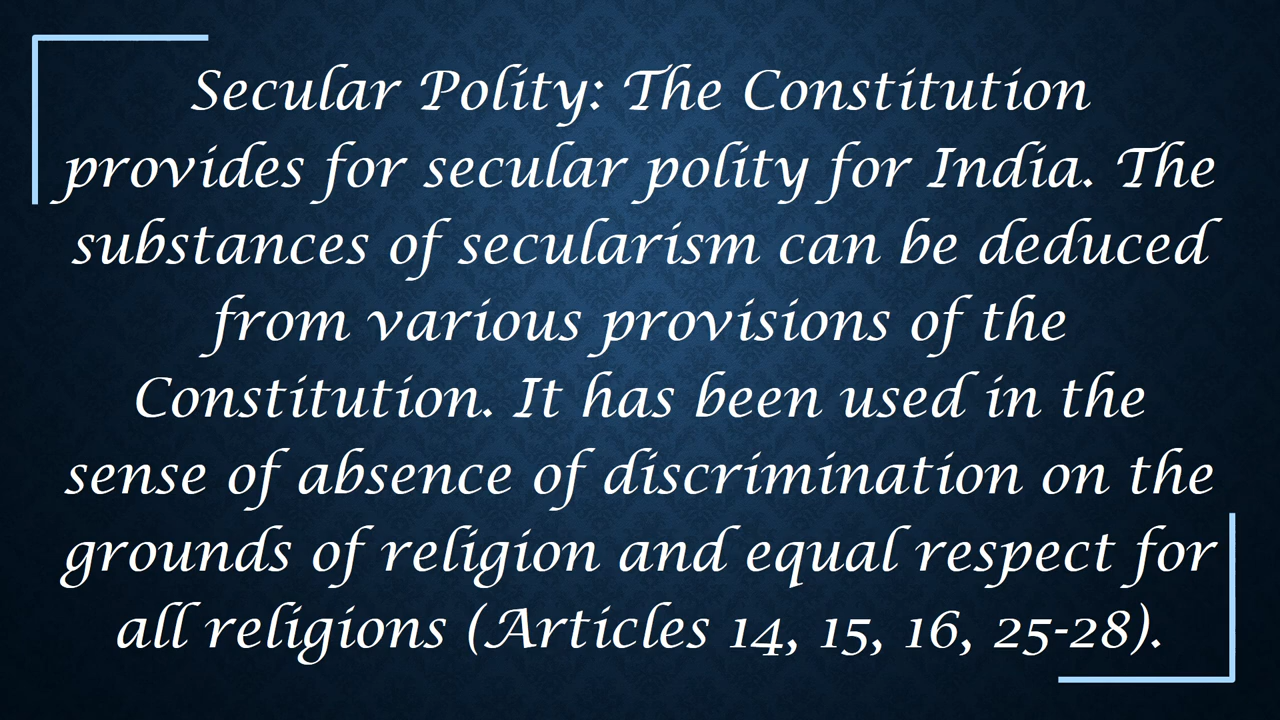 Secular Polity: The Constitution
provides for secular polity for India. The
substances of secularism can be deduced
from various provisions of the
Constitution. It has been used in the
sense of absence of discrimination on the
grounds of religion and equal respect for
all religions (Articles 14, 15, 16, 25-28).